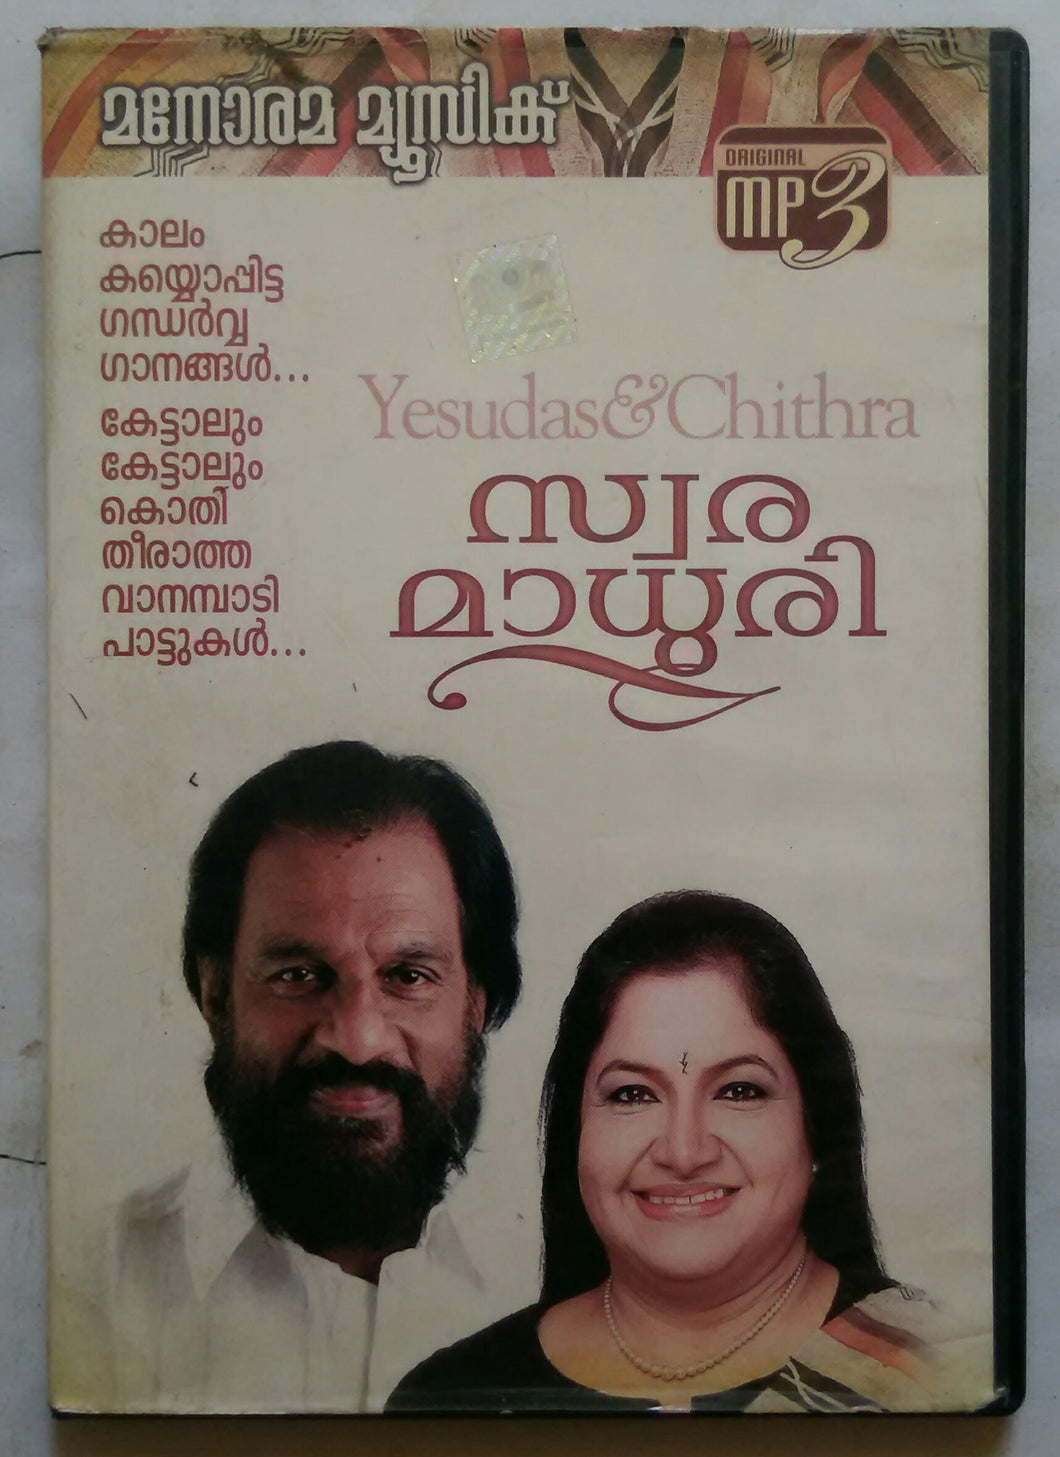 മനോരമ മ്യൂസിക്
ORIGINAL
MP3
കാലം
കയ്യൊപ്പിട്ട
ഗന്ധർവ്വ
ഗാനങ്ങൾ...
കേട്ടാലും
കേട്ടാലും
കൊതി
തീരാത്ത
വാനമ്പാടി
പാട്ടുകൾ...
Yesudas&Chithra
സ്വര
മാധുരി